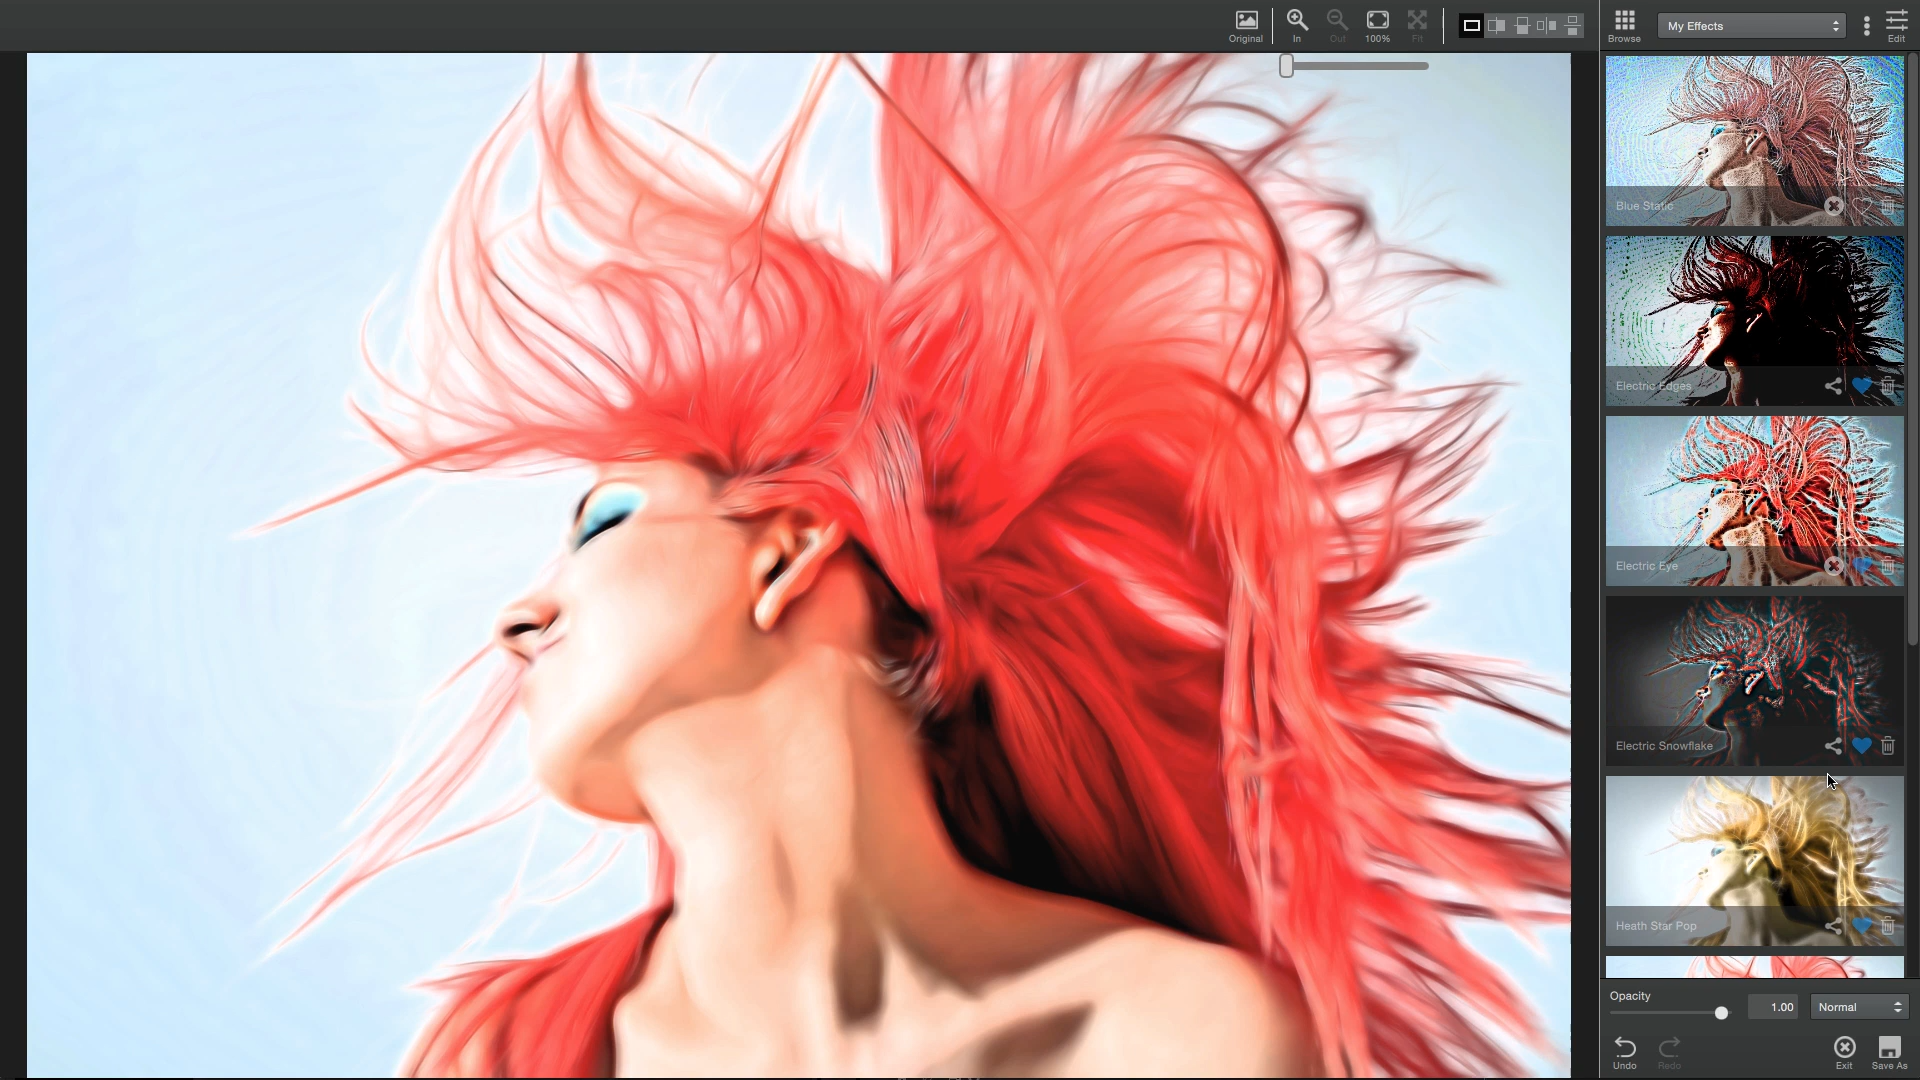 Original
In
Out
100%
Fit
Browse
My Effects
Edit
Blue Static
Electric Edges
Electric Eye
Electric Snowflake
Heath Star Pop
Opacity
1.00
Normal
Undo
Redo
Exit
Save As